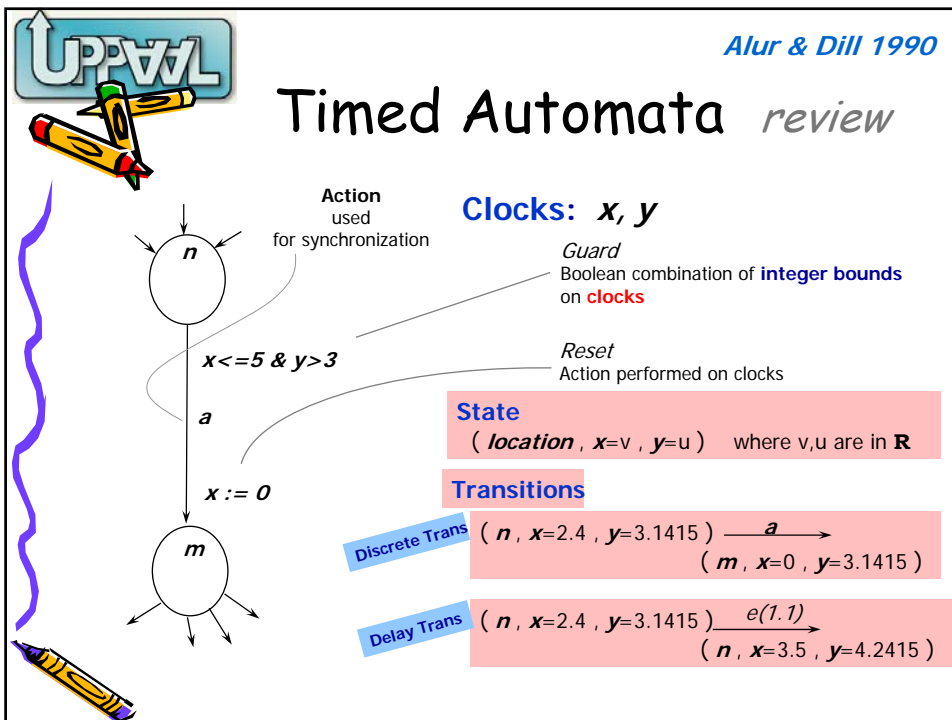 UPPAAL
Alur & Dill 1990
Timed Automata review
Action
used
for synchronization
Clocks: x, y
n
Guard
Boolean combination of integer bounds
on clocks
x<=5 & y>3
Reset
Action performed on clocks
a
State
( location , x=v , y=u ) where v,u are in R
x := 0
Transitions
m
Discrete Trans
( n , x=2.4 , y=3.1415 ) a
( m , x=0 , y=3.1415 )
Delay Trans
( n , x=2.4 , y=3.1415 ) e(1.1)
( n , x=3.5 , y=4.2415 )